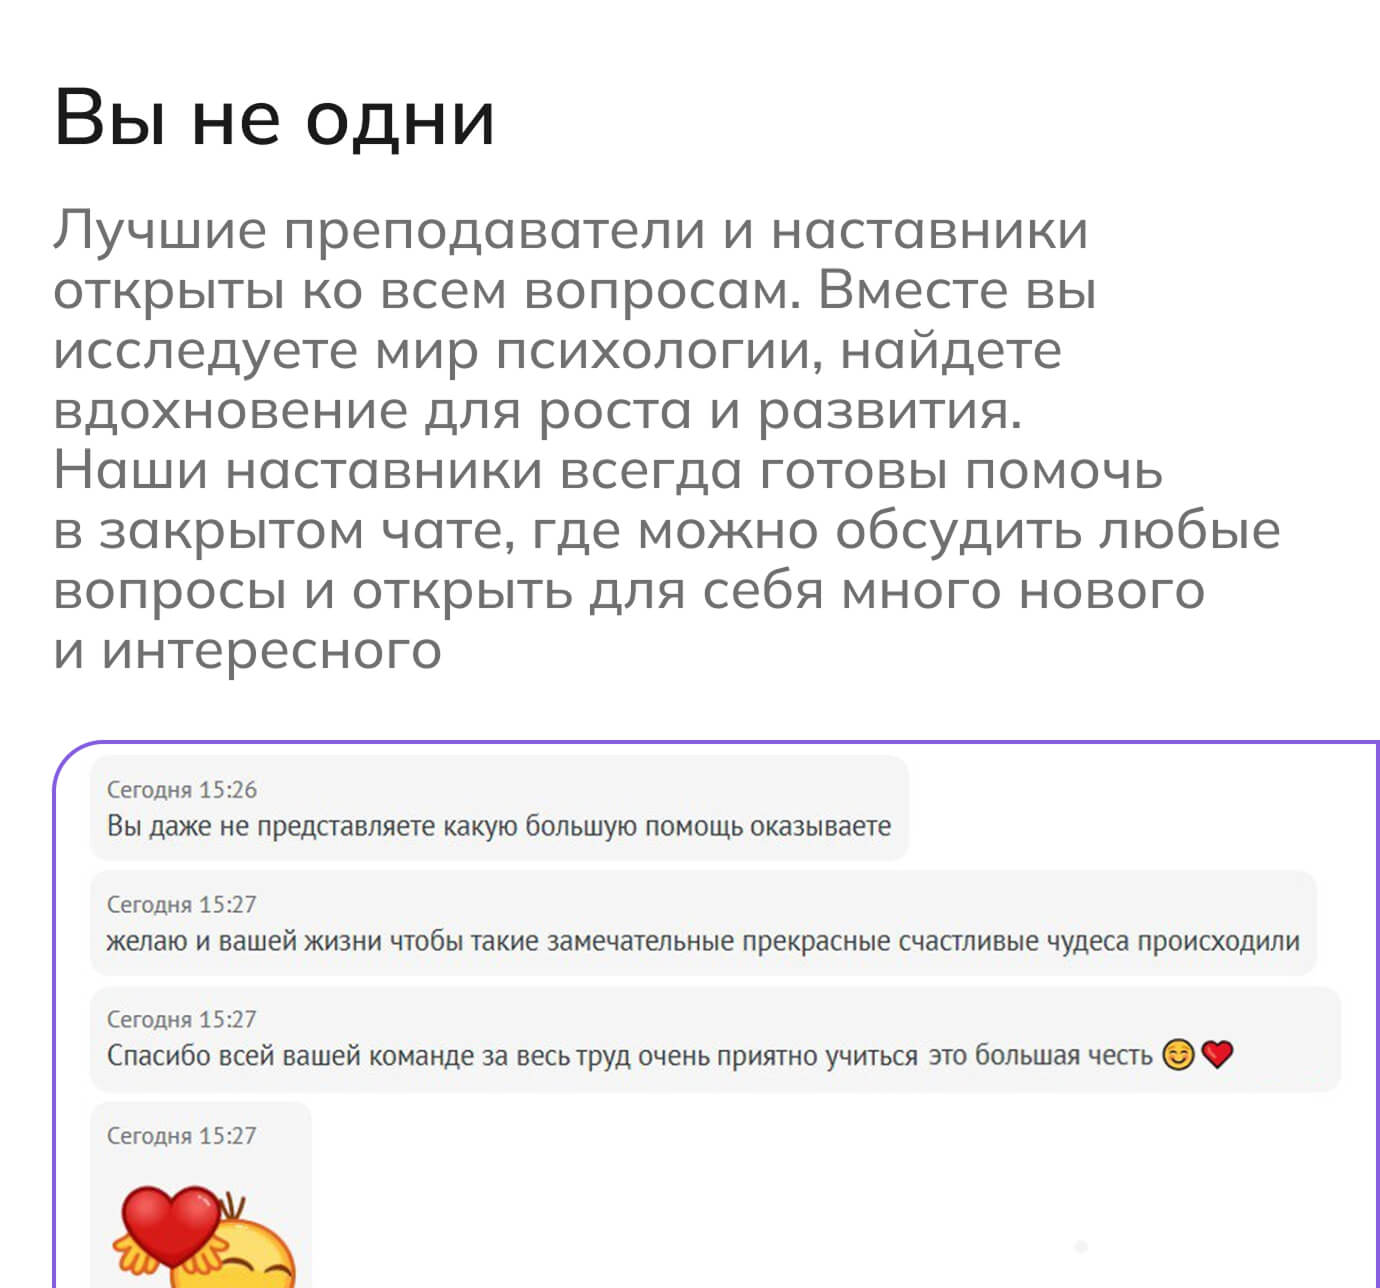 Вы не одни
Лучшие преподаватели и наставники
открыты ко всем вопросам. Вместе вы
исследуете мир психологии, найдете
вдохновение для роста и развития.
Наши наставники всегда готовы помочь
в закрытом чате, где можно обсудить любые
вопросы и открыть для себя много нового
и интересного
Сегодня 15:26
Вы даже не представляете какую большую помощь оказываете
Сегодня 15:27
желаю и вашей жизни чтобы такие замечательные прекрасные счастливые чудеса происходили
Сегодня 15:27
Спасибо всей вашей команде за весь труд очень приятно учиться это большая честь 😊❤️
Сегодня 15:27